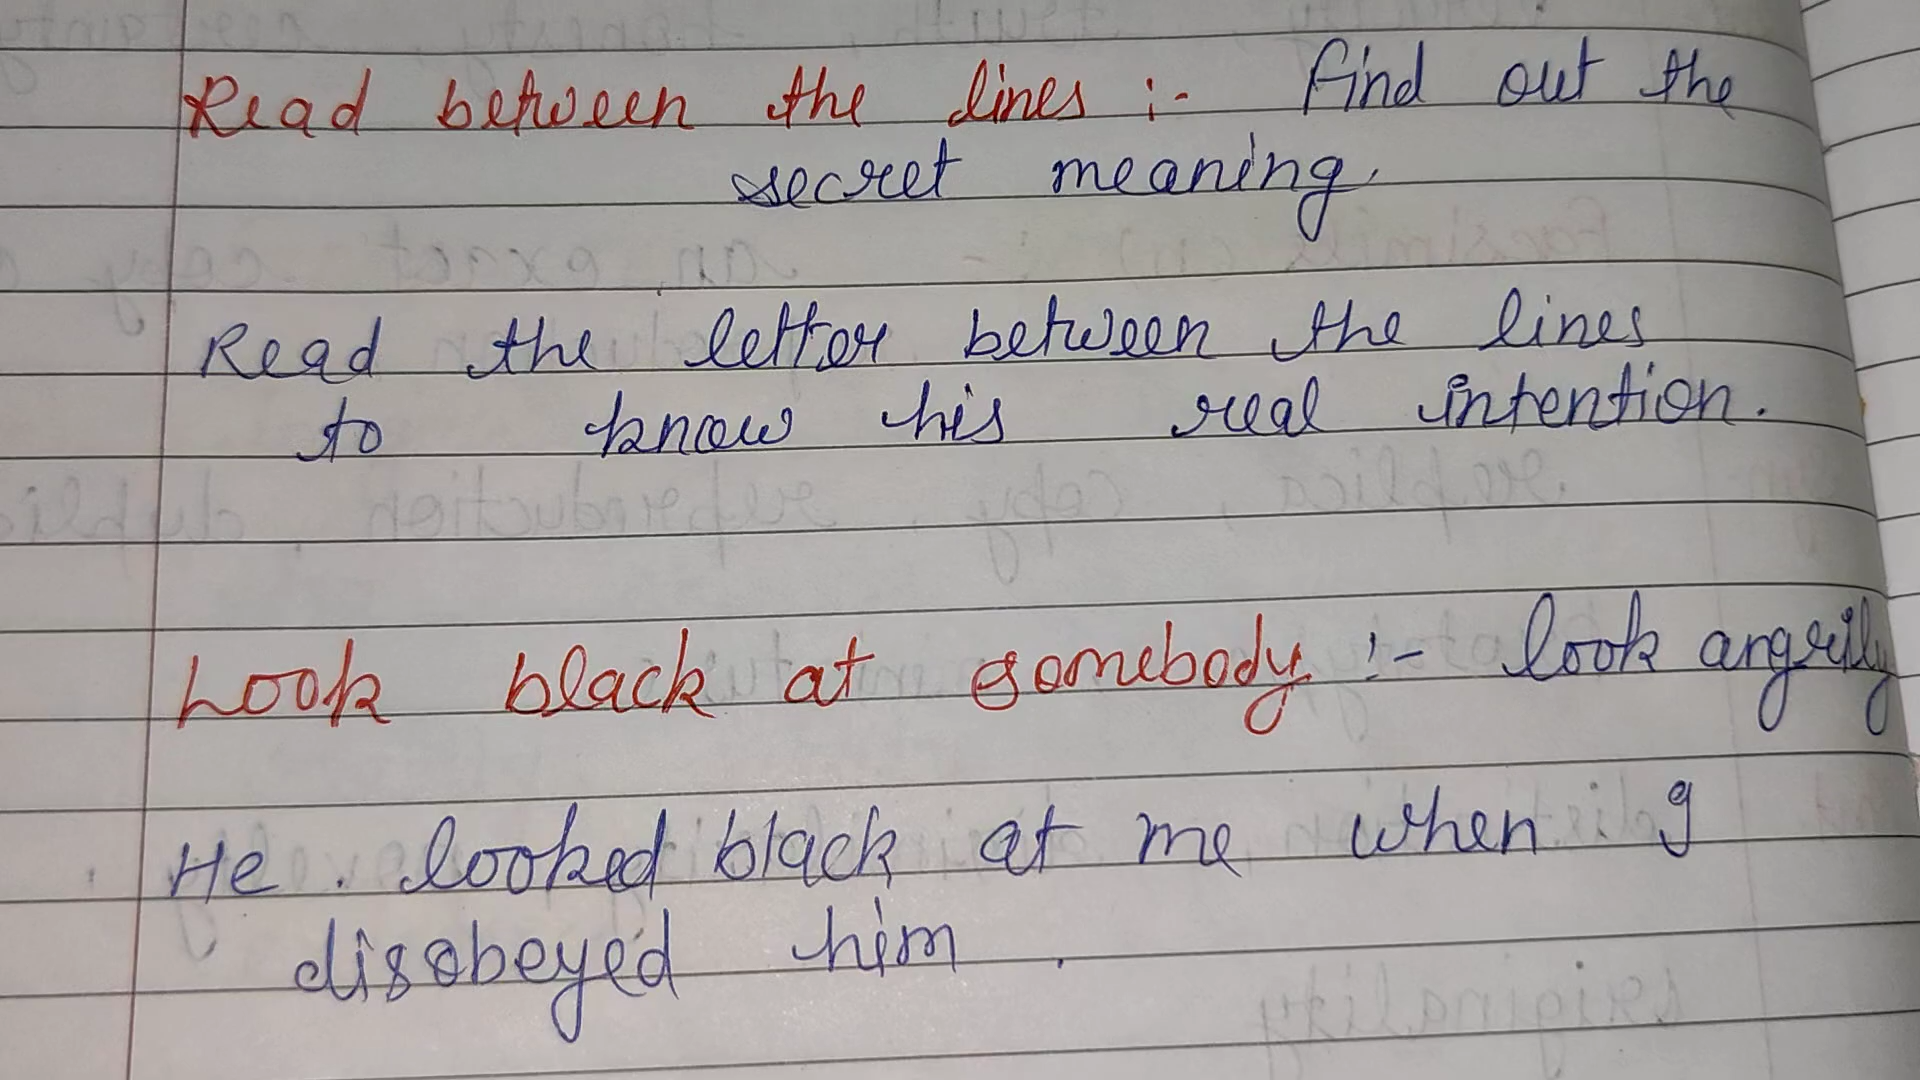 Read between the lines :- find out the
secret meaning.
Read the letter between the lines
to know his real intention.
Look black at somebody :- look angrily
He looked black at me when I
disobeyed him.